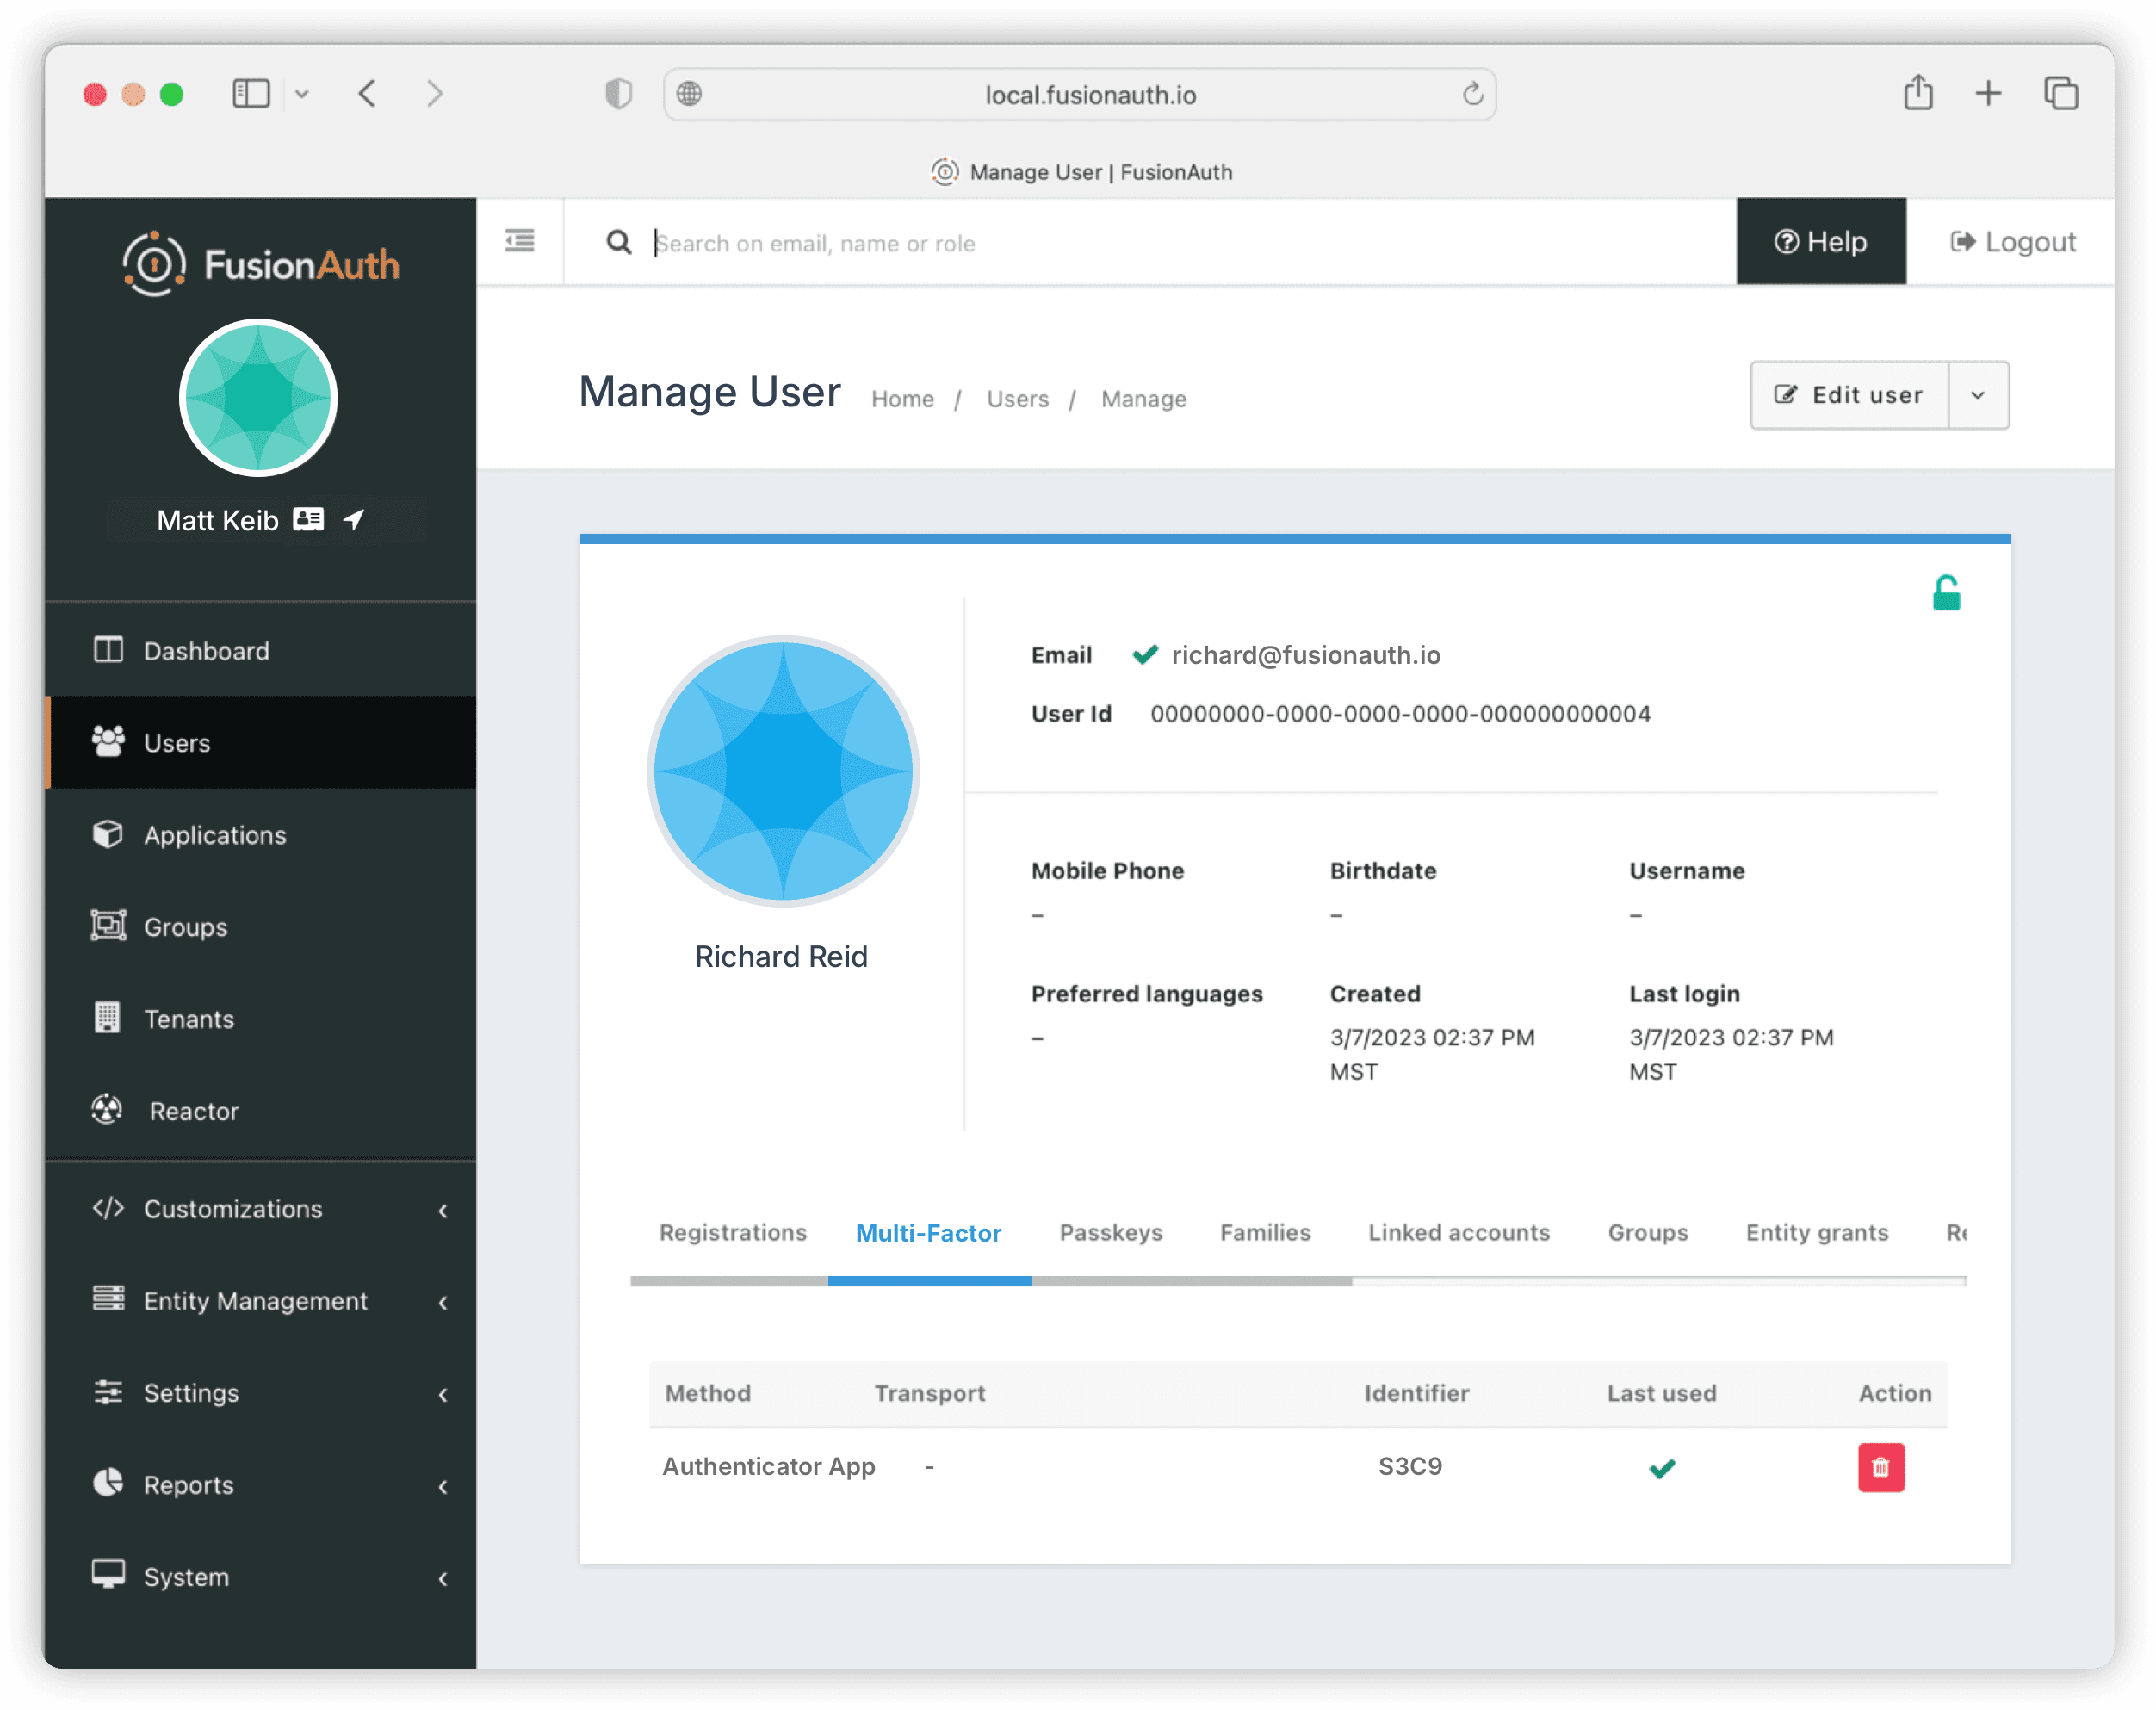 local.fusionauth.io
Manage User | FusionAuth
FusionAuth
Search on email, name or role
Help
Logout
Matt Keib
Manage User
Home / Users / Manage
Edit user
Dashboard
Users
Applications
Groups
Tenants
Reactor
Customizations
Entity Management
Settings
Reports
System
Richard Reid
Email richard@fusionauth.io
User Id 00000000-0000-0000-0000-000000000004
Mobile Phone Birthdate Username
– – –
Preferred languages Created Last login
– 3/7/2023 02:37 PM 3/7/2023 02:37 PM
MST MST
Registrations Multi-Factor Passkeys Families Linked accounts Groups Entity grants
Method Transport Identifier Last used Action
Authenticator App - S3C9